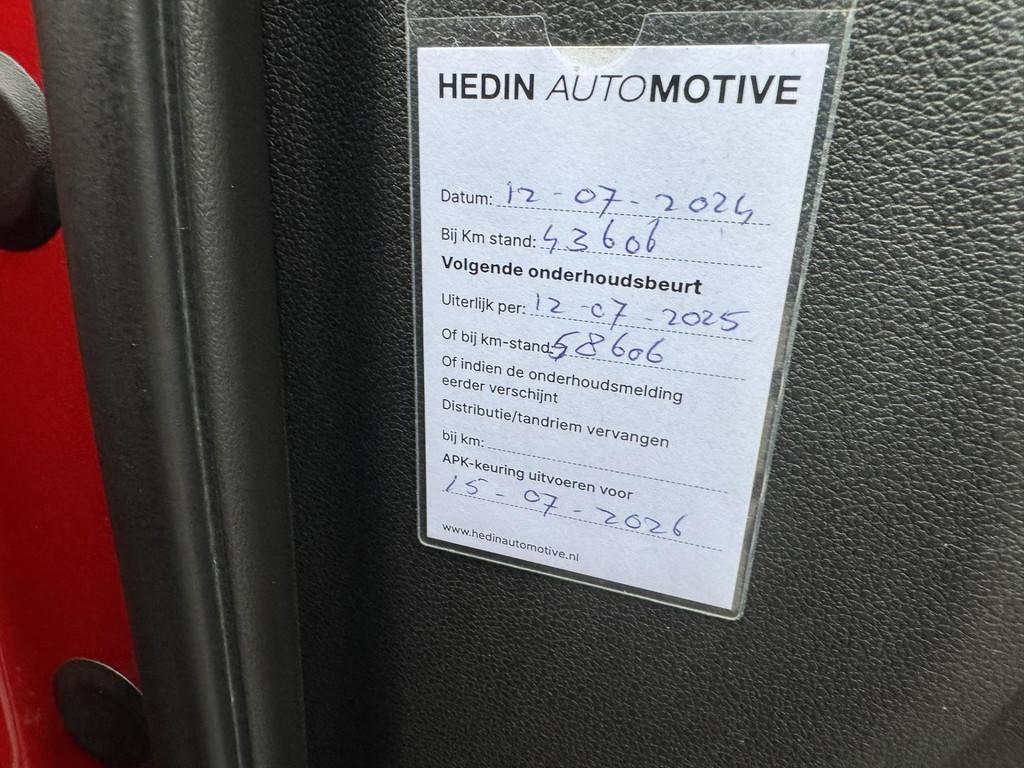 HEDIN AUTOMOTIVE
Datum: 12-07-2024
Bij Km stand: 43606
Volgende onderhoudsbeurt
Uiterlijk per: 12-07-2025
Of bij km-stand: 58606
Of indien de onderhoudsmelding
eerder verschijnt
Distributie/tandriem vervangen
bij km:
APK-keuring uitvoeren voor
15-07-2026
www.hedinautomotive.nl